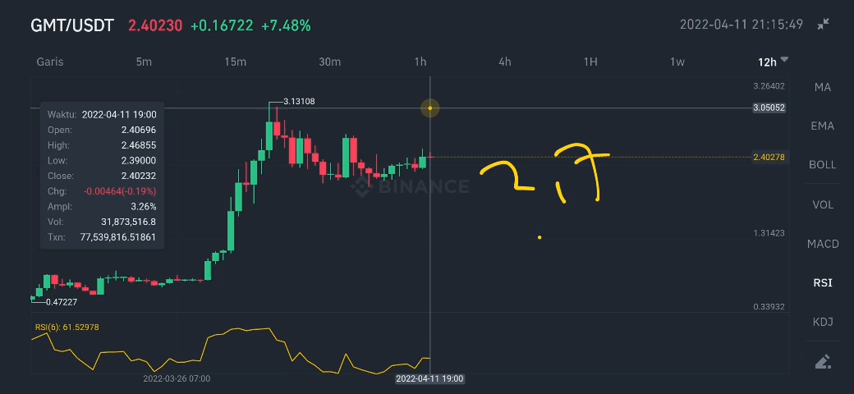 GMT/USDT 2.40230 +0.16722 +7.48% 2022-04-11 21:15:49
Garis 5m 15m 30m 1h 4h 1H 1w 12h
3.26402
MA
3.13108
3.05052
Waktu: 2022-04-11 19:00
Open: 2.40696
High: 2.46855
Low: 2.39000
Close: 2.40232
Chg: -0.00464(-0.19%)
Ampl: 3.26%
Vol: 31,873,516.8
Txn: 77,539,816.51861
EMA
2.40278
BOLL
BINANCE
2.17
VOL
1.31423
MACD
RSI
0.47227
0.33932
KDJ
RSI(6): 61.52978
2022-03-26 07:00
2022-04-11 19:00